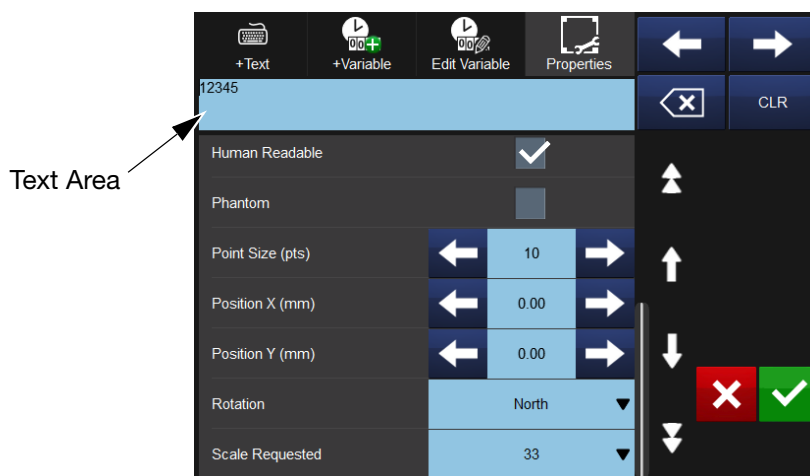 +Text +Variable Edit Variable Properties
12345
CLR
Human Readable
Text Area
Phantom
Point Size (pts) 10
Position X (mm) 0.00
Position Y (mm) 0.00
Rotation North
Scale Requested 33